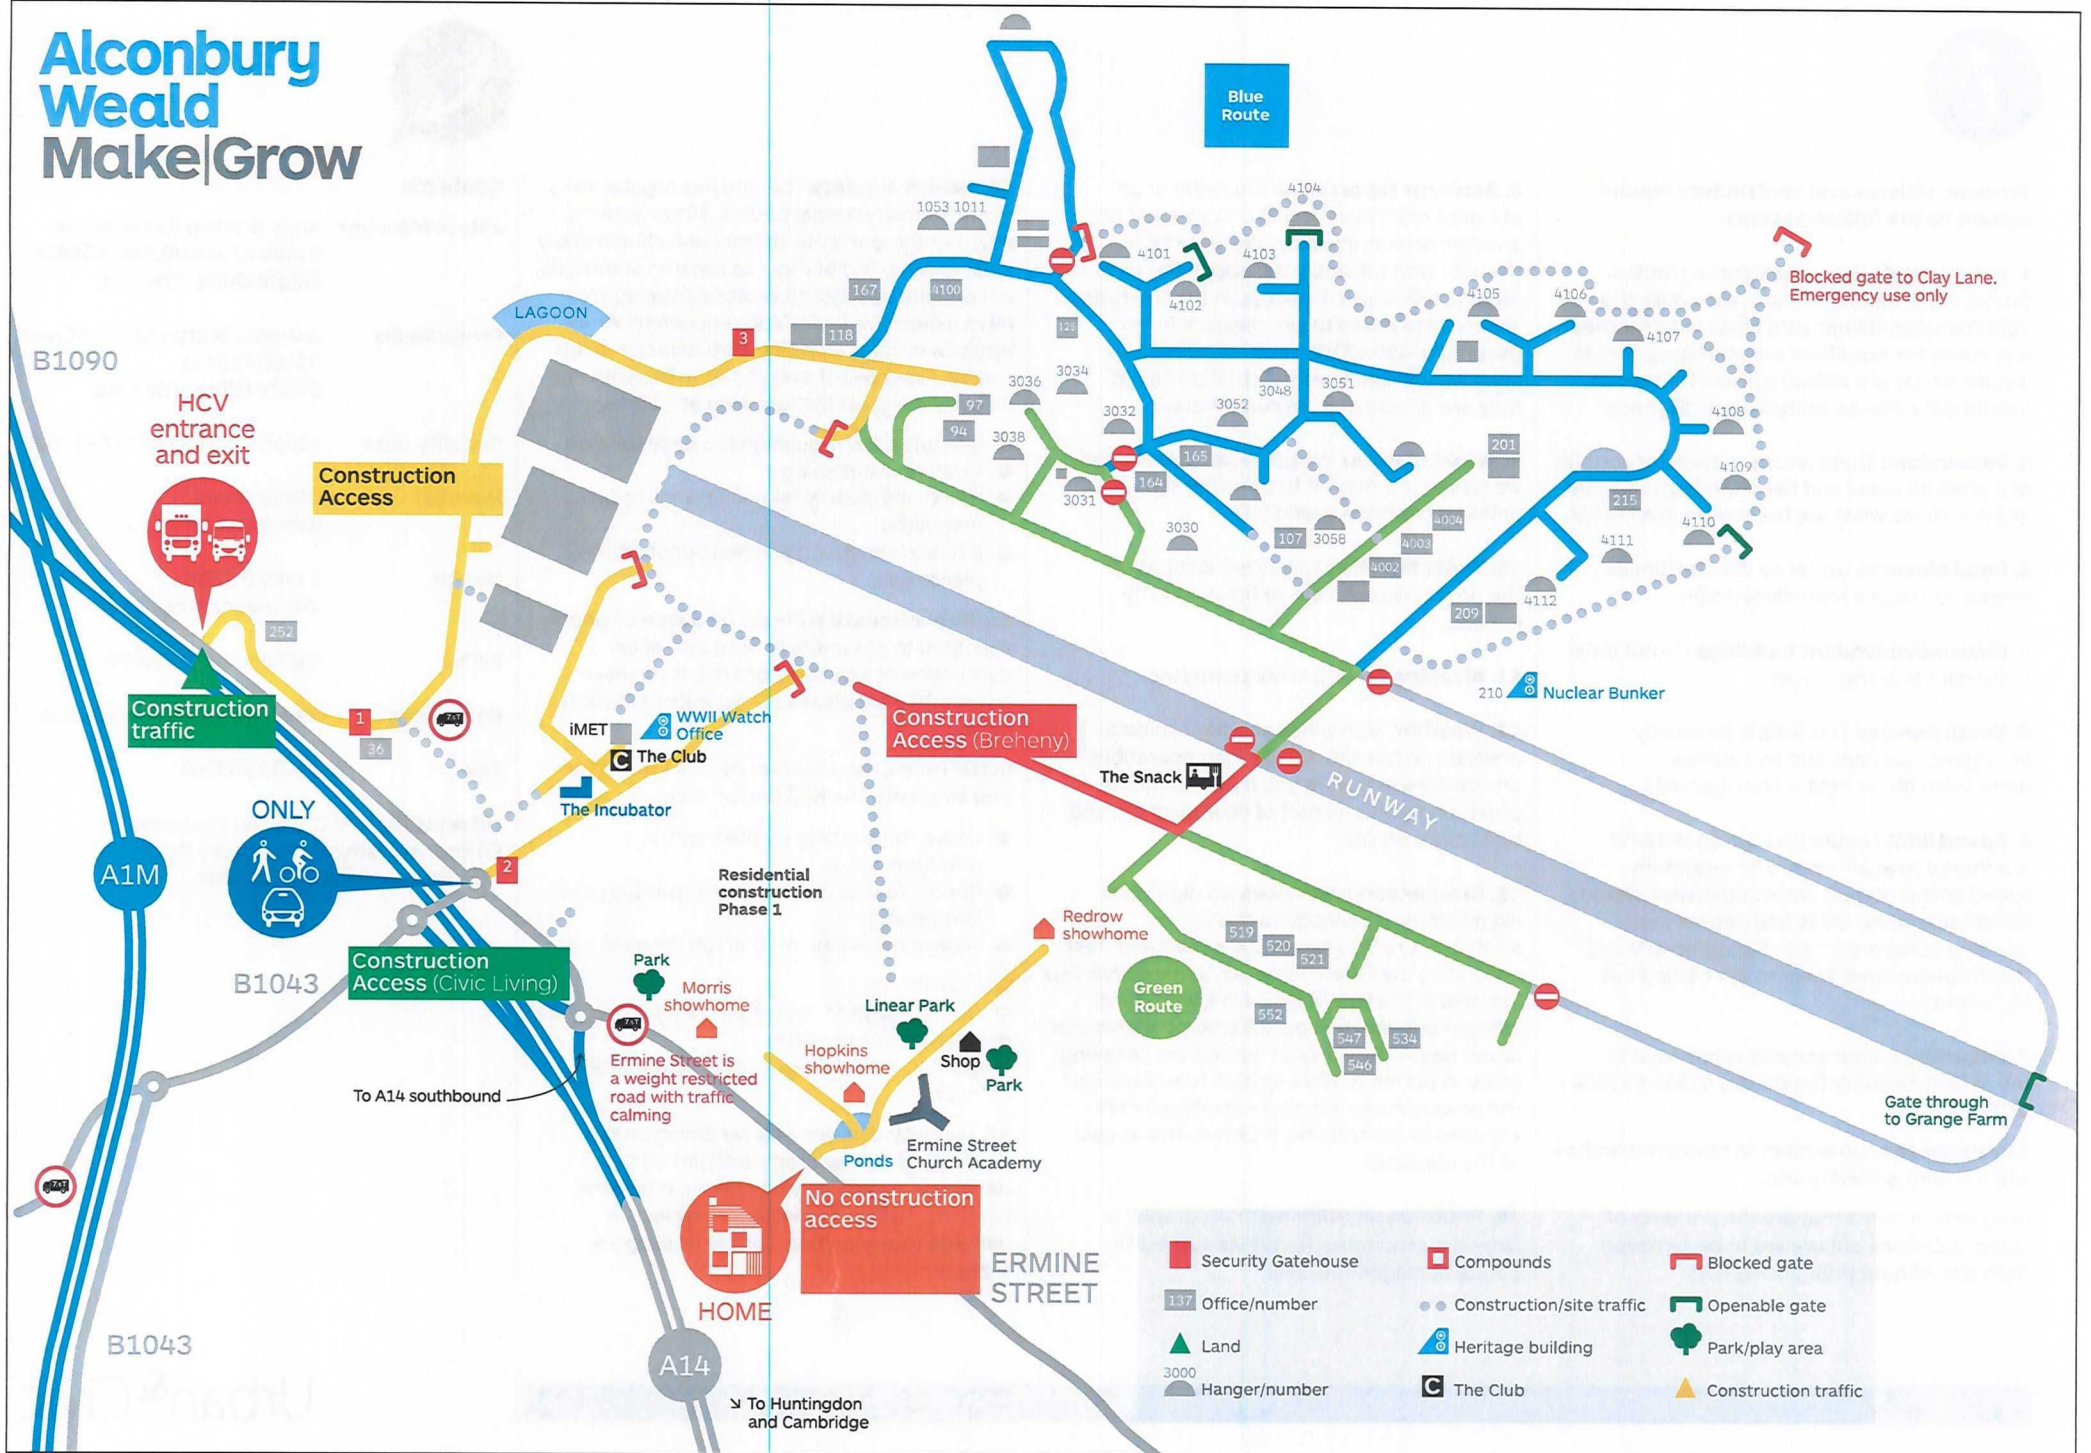 Alconbury
Weald
Make|Grow
Blue
Route
B1090
HCV
entrance
and exit
Construction
Access
LAGOON
3
118
167
4100
1053
1011
4101
4102
4103
4104
4105
4106
4107
4108
4109
4110
4111
4112
Blocked gate to Clay Lane.
Emergency use only
3036
3034
3032
3038
3031
3030
3048
3051
3052
3058
97
94
165
164
107
201
215
4004
4003
4002
209
210
Nuclear Bunker
252
Construction
traffic
1
36
iMET
WWII Watch
Office
The Club
The Incubator
Construction
Access (Breheny)
The Snack
RUNWAY
ONLY
A1M
2
Residential
construction
Phase 1
Redrow
showhome
519
520
521
552
547
534
546
Green
Route
B1043
Construction
Access (Civic Living)
Park
Morris
showhome
Linear Park
Hopkins
showhome
Shop
Park
Ermine Street is
a weight restricted
road with traffic
calming
To A14 southbound
Ponds
Ermine Street
Church Academy
Gate through
to Grange Farm
No construction
access
HOME
ERMINE
STREET
B1043
A14
To Huntingdon
and Cambridge
Security Gatehouse
Compounds
Blocked gate
137
Office/number
Construction/site traffic
Openable gate
Land
Heritage building
Park/play area
3000
Hanger/number
C
The Club
Construction traffic